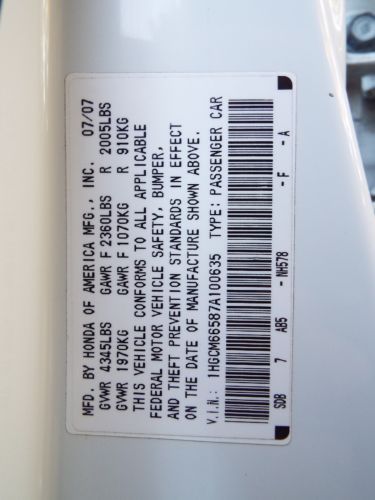 MFD. BY HONDA OF AMERICA MFG., INC. 07/07
GVWR 4345LBS GAWR F 2360LBS R 2005LBS
GVWR 1970KG GAWR F 1070KG R 910KG
THIS VEHICLE CONFORMS TO ALL APPLICABLE
FEDERAL MOTOR VEHICLE SAFETY, BUMPER,
AND THEFT PREVENTION STANDARDS IN EFFECT
ON THE DATE OF MANUFACTURE SHOWN ABOVE.
V.I.N.: 1HGCM66587A100635 TYPE: PASSENGER CAR
SDB 7 AB5 - NH578 - F - A